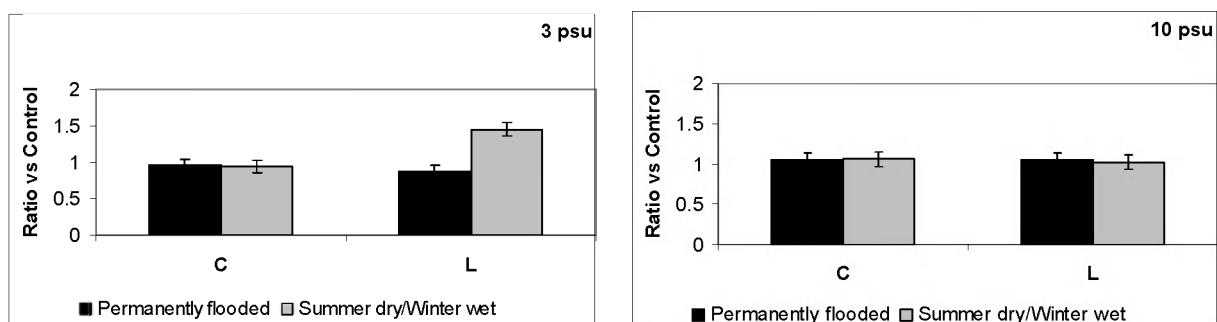 3 psu
Ratio vs Control
2
1.5
1
0.5
0
C L
Permanently flooded Summer dry/Winter wet
10 psu
Ratio vs Control
2
1.5
1
0.5
0
C L
Permanently flooded Summer dry/Winter wet